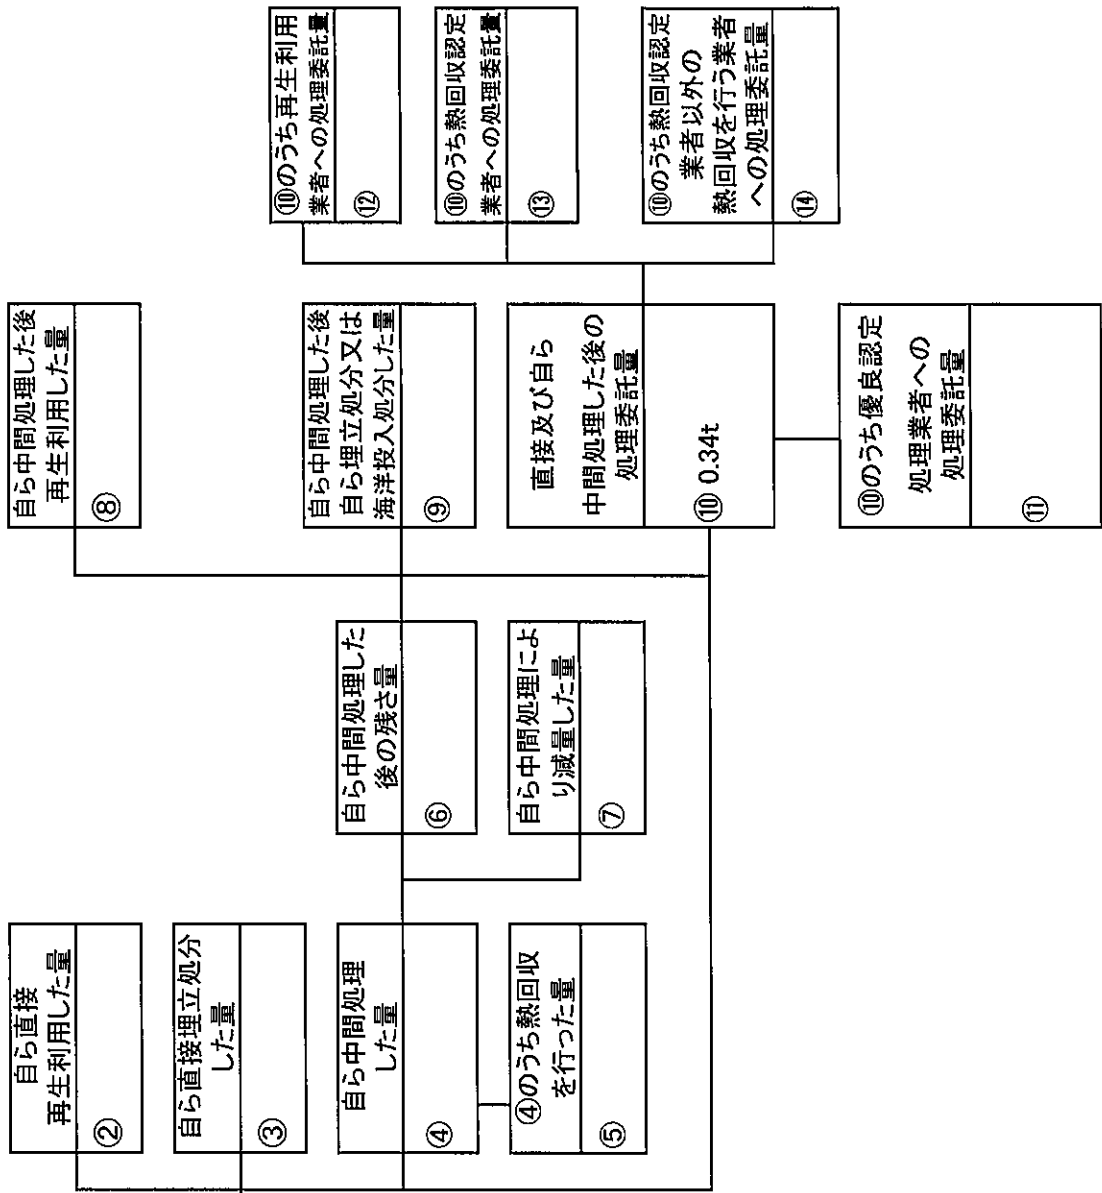 自ら直接
再生利用した量
②
自ら直接埋立処分
した量
③
自ら中間処理
した量
④
④のうち熱回収
を行った量
⑤
自ら中間処理した
後の残さ量
⑥
自ら中間処理によ
り減量した量
⑦
自ら中間処理した後
再生利用した量
⑧
自ら中間処理した後
自ら埋立処分又は
海洋投入処分した量
⑨
直接及び自ら
中間処理した後の
処理委託量
⑩ 0.34t
⑩のうち優良認定
処理業者への
処理委託量
⑪
⑩のうち再生利用
業者への処理委託量
⑫
⑩のうち熱回収認定
業者への処理委託量
⑬
⑩のうち熱回収認定
業者以外の
熱回収を行う業者
への処理委託量
⑭